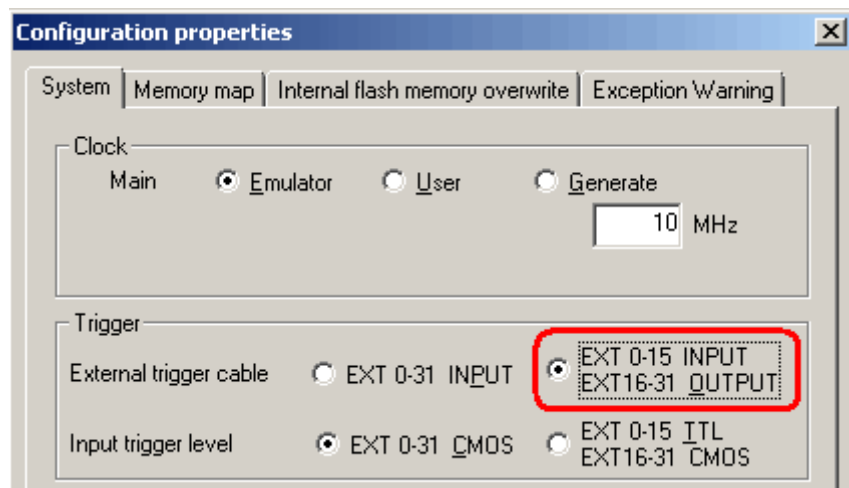 Configuration properties
System Memory map Internal flash memory overwrite Exception Warning
Clock
Main Emulator User Generate
10 MHz
Trigger
External trigger cable EXT 0-31 INPUT EXT 0-15 INPUT
EXT16-31 OUTPUT
Input trigger level EXT 0-31 CMOS EXT 0-15 TTL
EXT16-31 CMOS